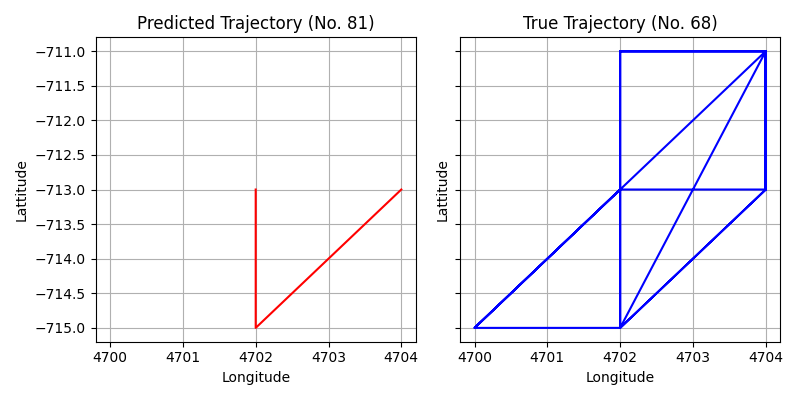 Predicted Trajectory (No. 81)
−711.0
−711.5
−712.0
−712.5
−713.0
−713.5
−714.0
−714.5
−715.0
Lattitude
4700 4701 4702 4703 4704
Longitude
True Trajectory (No. 68)
Lattitude
4700 4701 4702 4703 4704
Longitude